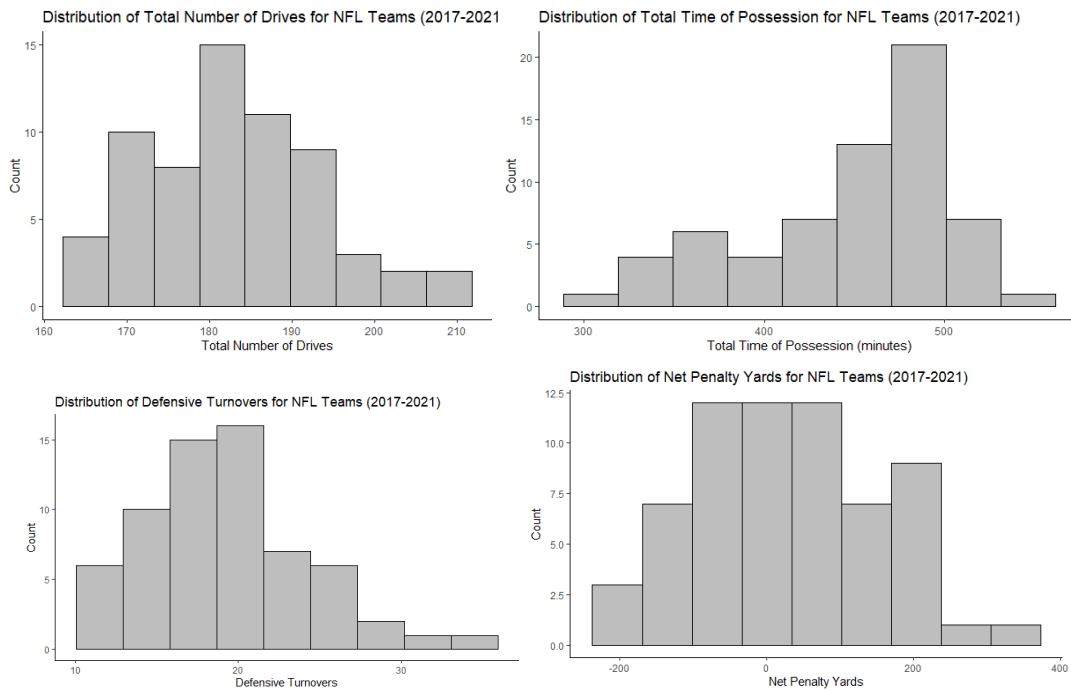 Distribution of Total Number of Drives for NFL Teams (2017-2021
15
10
5
0
Count
160 170 180 190 200 210
Total Number of Drives
Distribution of Total Time of Possession for NFL Teams (2017-2021)
20
15
10
5
0
Count
300 400 500
Total Time of Possession (minutes)
Distribution of Defensive Turnovers for NFL Teams (2017-2021)
15
10
5
0
Count
10 20 30
Defensive Turnovers
Distribution of Net Penalty Yards for NFL Teams (2017-2021)
12.5
10.0
7.5
5.0
2.5
0.0
Count
-200 0 200 400
Net Penalty Yards